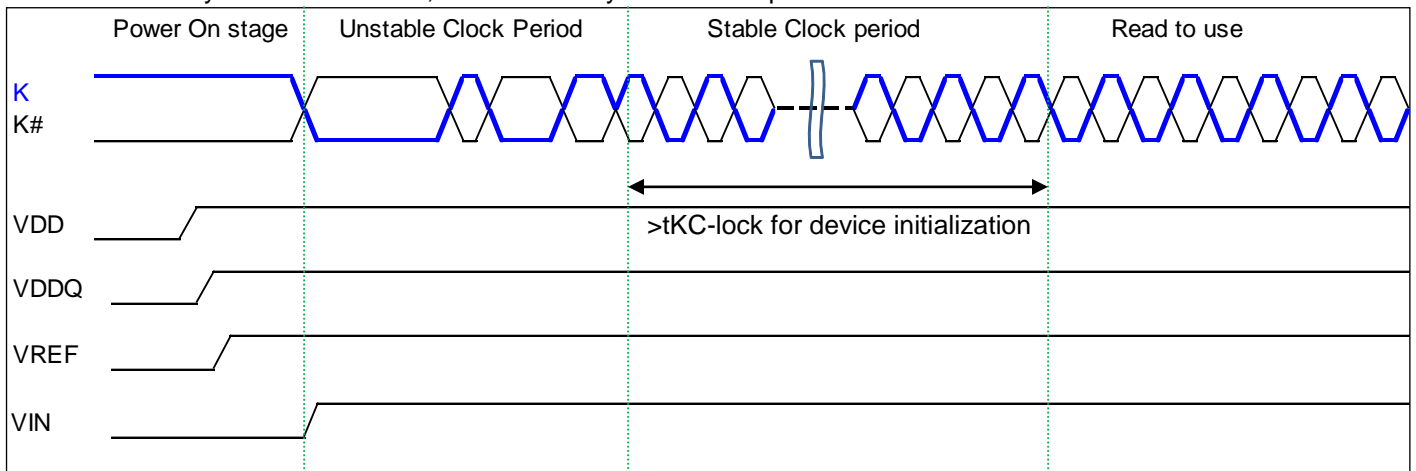 Power On stage Unstable Clock Period Stable Clock period Read to use
K
K#
VDD
>tKC-lock for device initialization
VDDQ
VREF
VIN